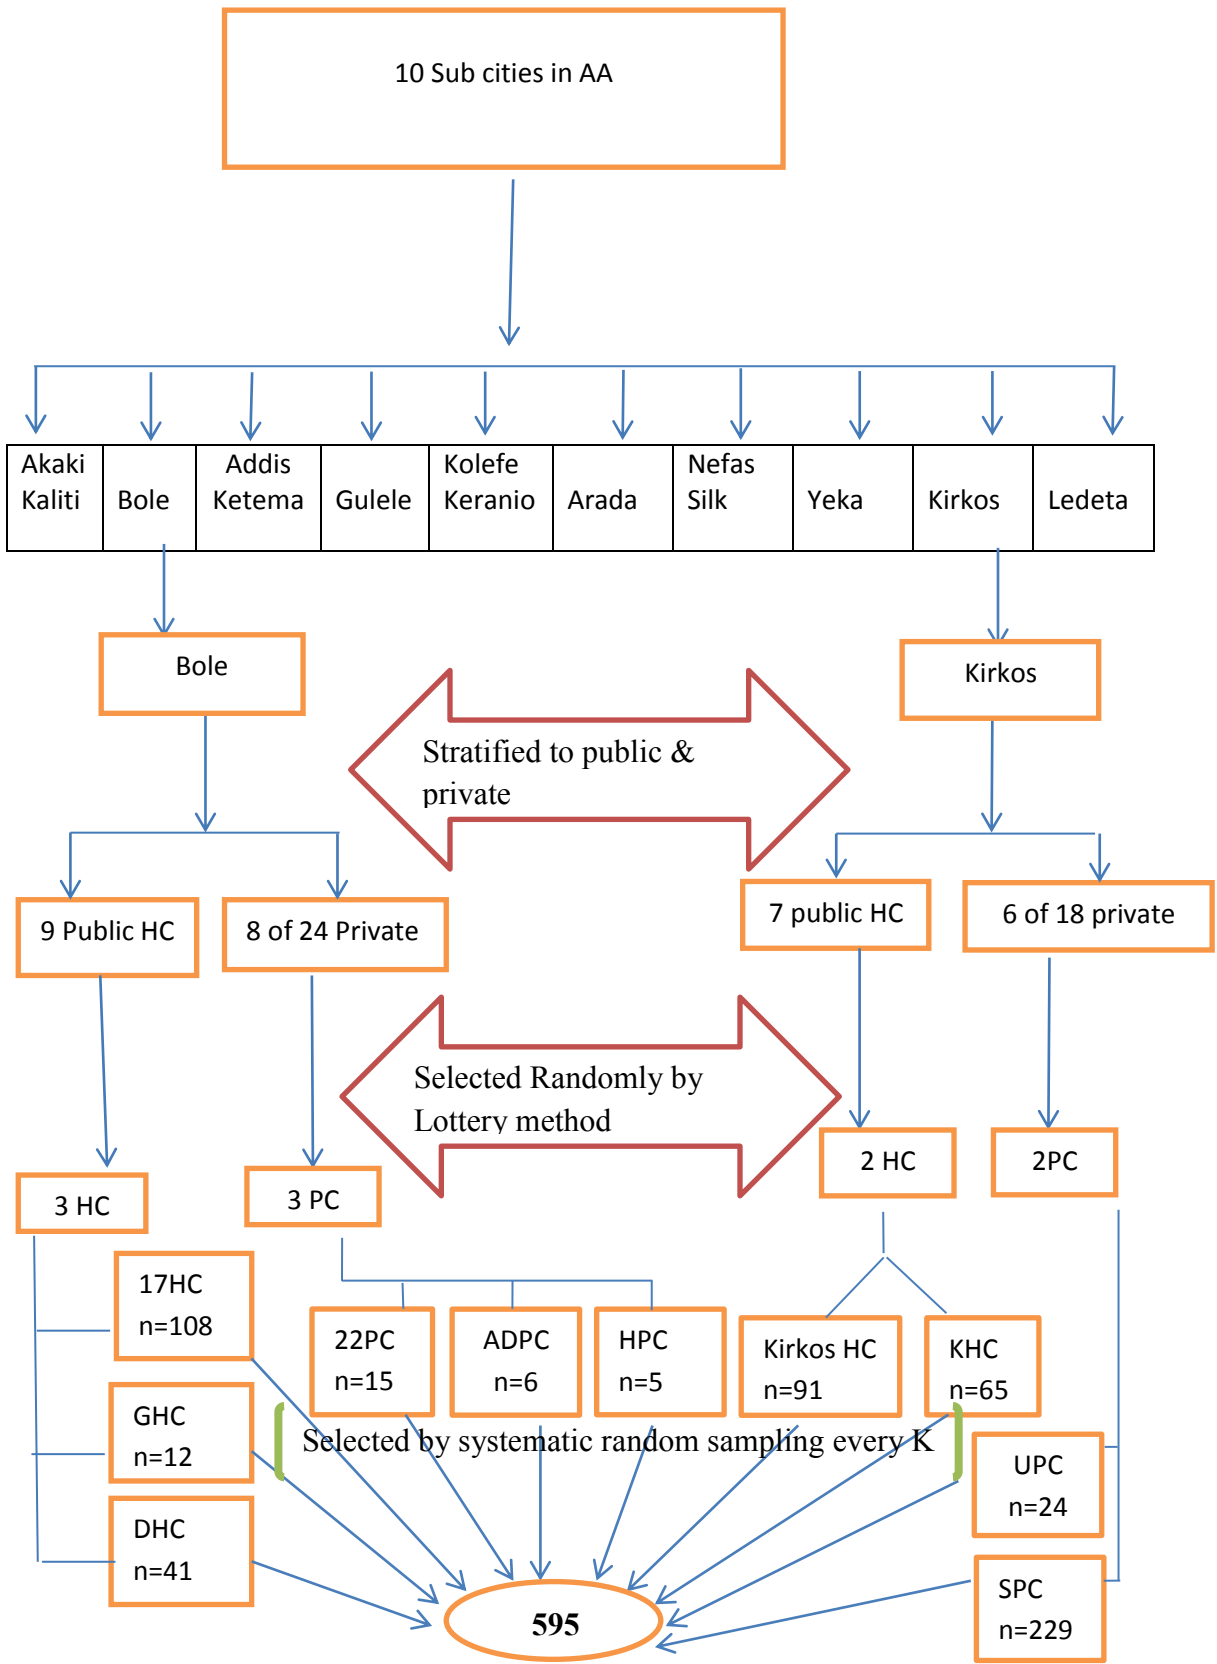 10 Sub cities in AA
Akaki
Kaliti
Bole
Addis
Ketema
Gulele
Kolefe
Keranio
Arada
Nefas
Silk
Yeka
Kirkos
Ledeta
Bole
Kirkos
Stratified to public &
private
9 Public HC
8 of 24 Private
7 public HC
6 of 18 private
Selected Randomly by
Lottery method
3 HC
3 PC
2 HC
2PC
17HC
n=108
22PC
n=15
ADPC
n=6
HPC
n=5
Kirkos HC
n=91
KHC
n=65
GHC
n=12
Selected by systematic random sampling every K
UPC
n=24
DHC
n=41
SPC
n=229
595